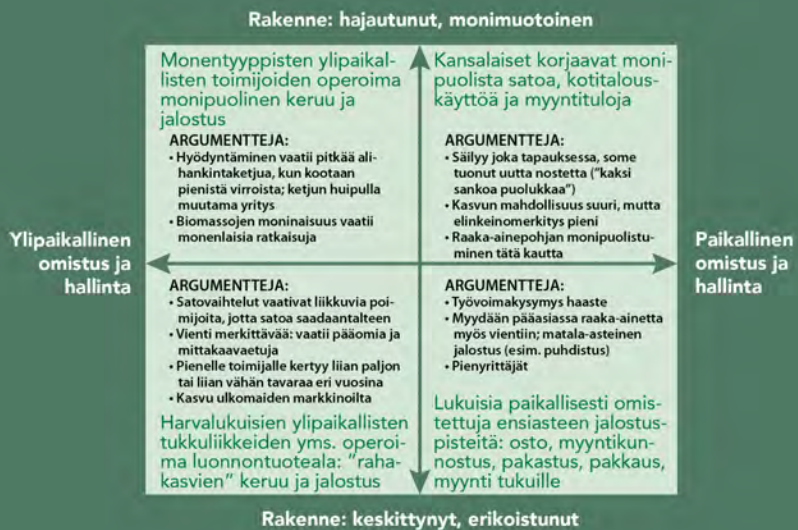 Rakenne: hajautunut, monimuotoinen
Monentyyppisten ylipaikal-
listen toimijoiden operoima
monipuolinen keruu ja
jalostus
ARGUMENTTEJA:
• Hyödyntäminen vaatii pitkää ali-
hankintaketjua, kun kootaan
pienistä virroista; ketjun huipulla
muutama yritys
• Biomassojen moninaisuus vaatii
monenlaisia ratkaisuja
Kansalaiset korjaavat moni-
puolista satoa, kotitalous-
käyttöä ja myyntituloja
ARGUMENTTEJA:
• Säilyy joka tapauksessa, some
tuonut uutta nostetta ("kaksi
sankoa puolukkaa")
• Kasvun mahdollisuus suuri, mutta
elinkeinomerkitys pieni
• Raaka-ainepohjan monipuolistu-
minen tätä kautta
Ylipaikallinen
omistus ja
hallinta
Paikallinen
omistus ja
hallinta
ARGUMENTTEJA:
• Satovaihtelut vaativat liikkuvia poi-
mijoita, jotta satoa saadaantalteen
• Vienti merkittävää: vaatii pääomia ja
mittakaavaetuja
• Pienelle toimijalle kertyy liian paljon
tai liian vähän tavaraa eri vuosina
• Kasvu ulkomaiden markkinoilta
Harvalukuisien ylipaikallisten
tukkuliikkeiden yms. operoi-
ma luonnontuoteala: "raha-
kasvien" keruu ja jalostus
ARGUMENTTEJA:
• Työvoimakysymys haaste
• Myydään pääasiassa raaka-ainetta
myös vientiin; matala-asteinen
jalostus (esim. puhdistus)
• Pienyrittäjät
Lukuisia paikallisesti omis-
tettuja ensiasteen jalostus-
pisteitä: osto, myyntikun-
nostus, pakastus, pakkaus,
myynti tukuille
Rakenne: keskittynyt, erikoistunut